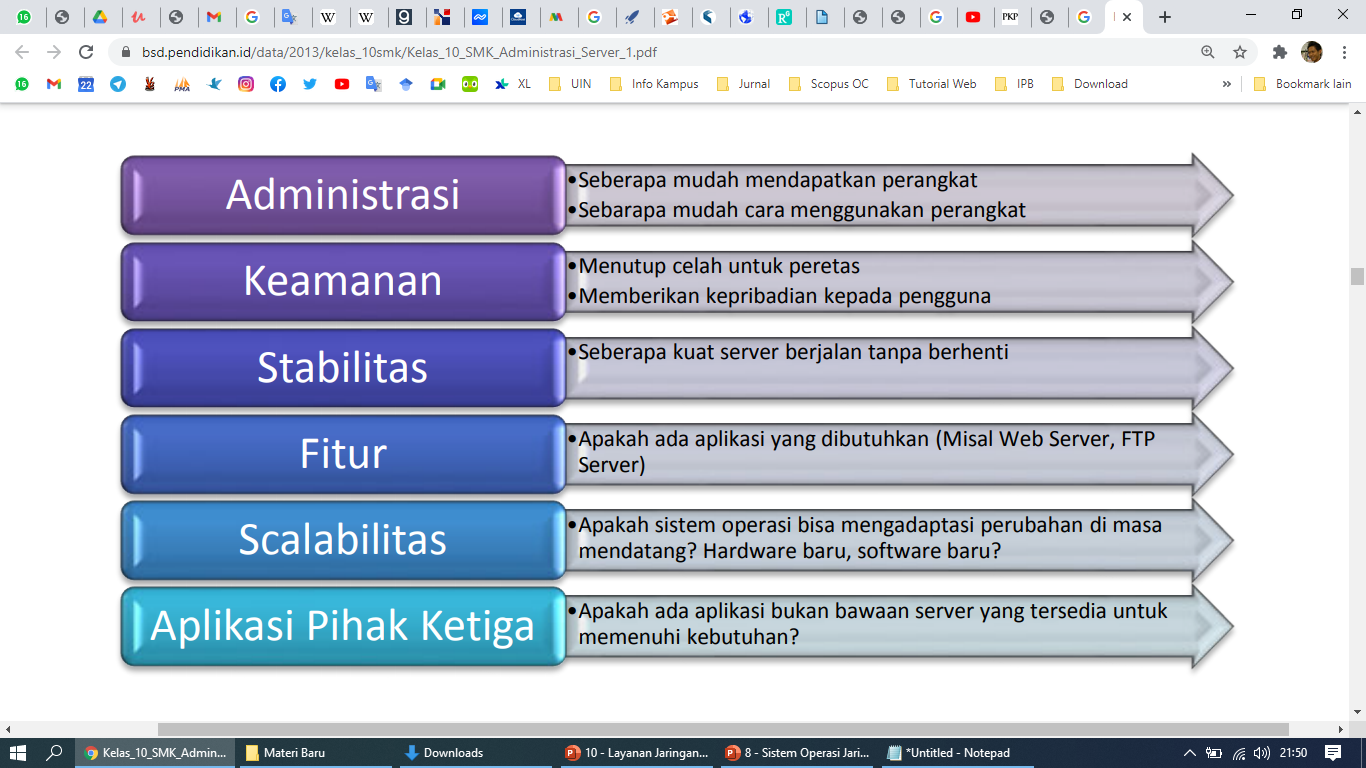 bsd.pendidikan.id/data/2013/kelas_10smk/Kelas_10_SMK_Administrasi_Server_1.pdf
XL
UIN
Info Kampus
Jurnal
Scopus OC
Tutorial Web
IPB
Download
»
Bookmark lain
Administrasi
•Seberapa mudah mendapatkan perangkat
•Sebarapa mudah cara menggunakan perangkat
Keamanan
•Menutup celah untuk peretas
•Memberikan kepribadian kepada pengguna
Stabilitas
•Seberapa kuat server berjalan tanpa berhenti
Fitur
•Apakah ada aplikasi yang dibutuhkan (Misal Web Server, FTP
Server)
Scalabilitas
•Apakah sistem operasi bisa mengadaptasi perubahan di masa
mendatang? Hardware baru, software baru?
Aplikasi Pihak Ketiga
•Apakah ada aplikasi bukan bawaan server yang tersedia untuk
memenuhi kebutuhan?
Kelas_10_SMK_Admin...
Materi Baru
Downloads
10 - Layanan Jaringan...
8 - Sistem Operasi Jari...
*Untitled - Notepad
21:50